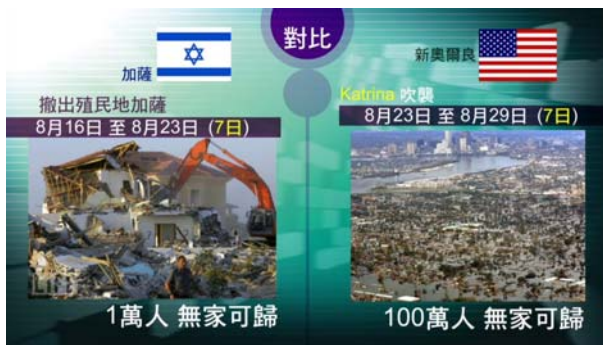 對比
加薩
撤出殖民地加薩
8月16日 至 8月23日 (7日)
1萬人 無家可歸
新奧爾良
Katrina 吹襲
8月23日 至 8月29日 (7日)
100萬人 無家可歸